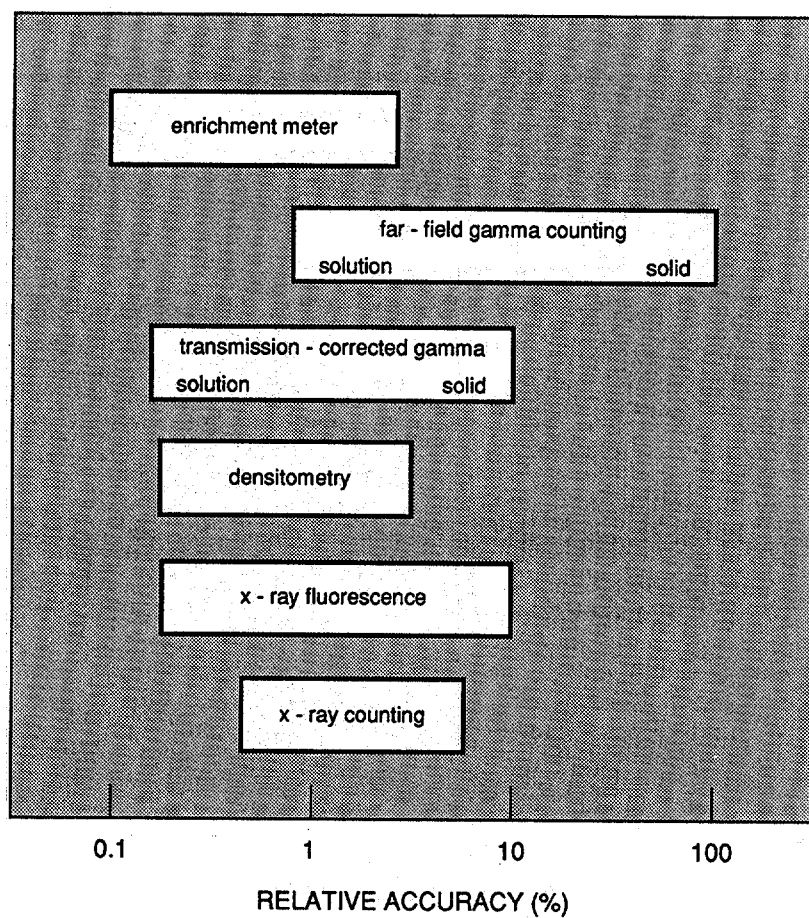 enrichment meter
far - field gamma counting
solution solid
transmission - corrected gamma
solution solid
densitometry
x - ray fluorescence
x - ray counting
0.1 1 10 100
RELATIVE ACCURACY (%)